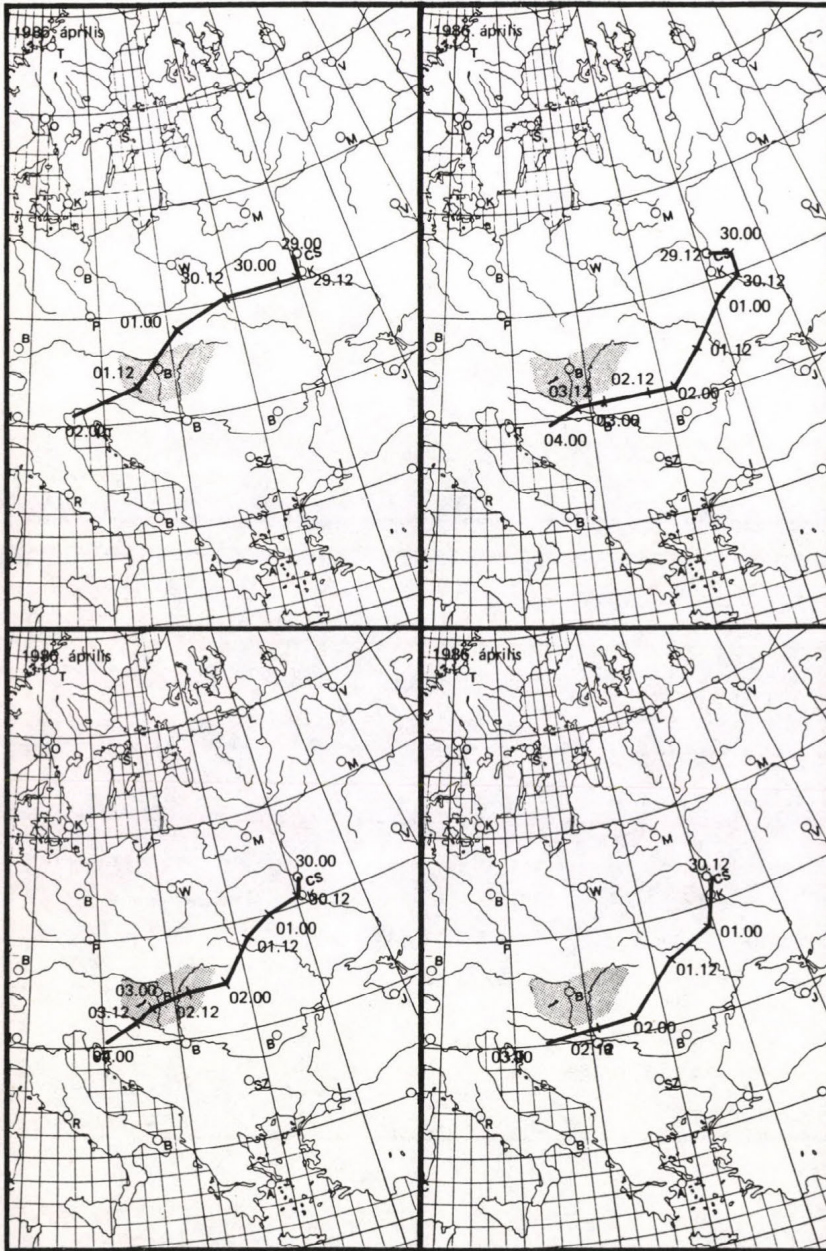 1986. április
T
V
L
O
S
M
K
M
V
29.00
CS
B
W
30.00
K
30.12
29.12
P
01.00
B
B
01.12
J
02.00
B
B
SZ
I
R
B
A
1986. április
T
V
L
O
S
M
K
M
V
30.00
29.12
CS
B
W
K
30.12
P
01.00
B
01.12
B
02.12
J
03.12
02.00
B
03.00
B
04.00
SZ
I
R
B
A
1986. április
T
V
L
O
S
M
K
M
V
30.00
CS
B
W
K
30.12
01.00
P
01.12
B
03.00
B
02.00
J
03.12
02.12
B
B
SZ
I
R
B
A
1986. április
T
V
L
O
S
M
K
M
V
30.12
CS
B
W
K
01.00
P
01.12
B
B
J
02.00
B
03.00
SZ
I
R
B
A